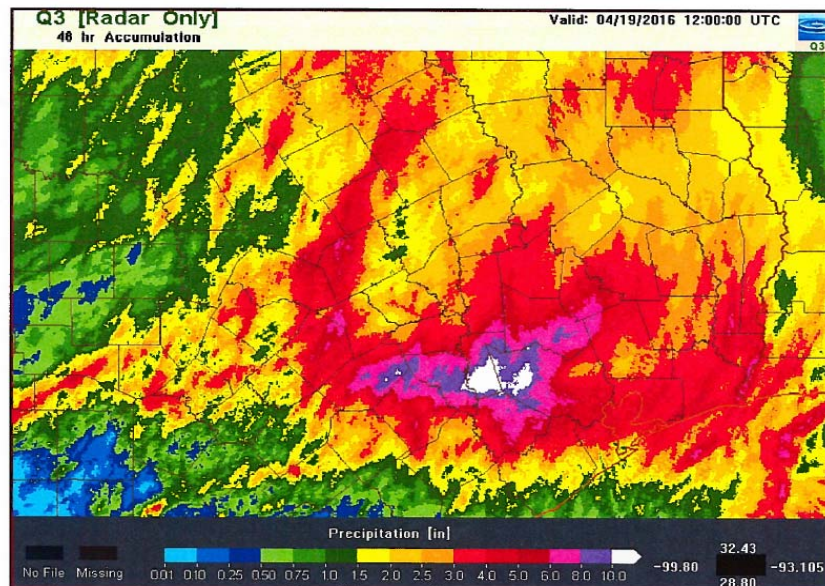 Q3 [Radar Only]
Valid: 04/19/2016 12:00:00 UTC
48 hr Accumulation
Q3
Precipitation [in]
No File Missing
0.01 0.10 0.25 0.50 0.75 1.0 1.5 2.0 2.5 3.0 4.0 6.0 8.0 10.0
32.43
-99.80 -93.105
28.80